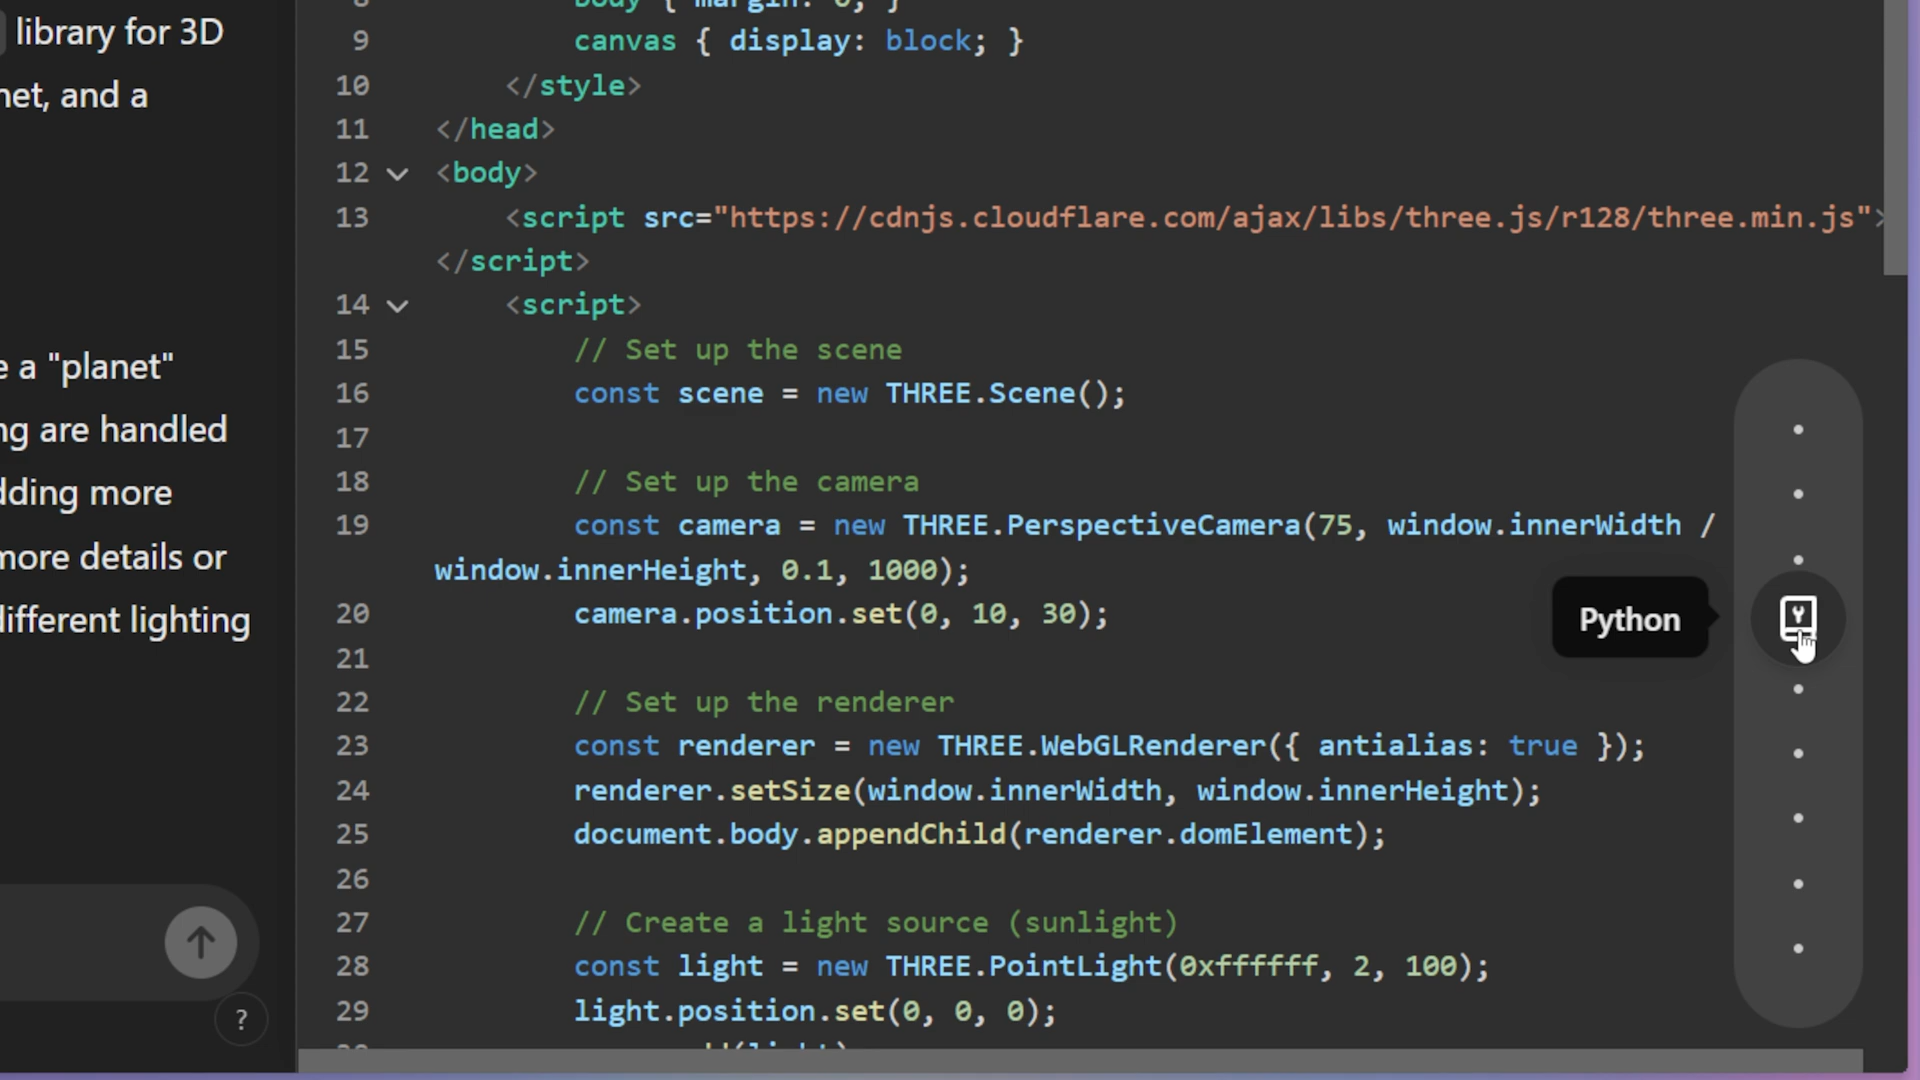 library for 3D
net, and a
e a "planet"
ng are handled
dding more
more details or
different lighting
?
8 body { margin: 0; }
9 canvas { display: block; }
10 </style>
11 </head>
12 <body>
13 <script src="https://cdnjs.cloudflare.com/ajax/libs/three.js/r128/three.min.js">
</script>
14 <script>
15 // Set up the scene
16 const scene = new THREE.Scene();
17
18 // Set up the camera
19 const camera = new THREE.PerspectiveCamera(75, window.innerWidth /
window.innerHeight, 0.1, 1000);
20 camera.position.set(0, 10, 30);
21
22 // Set up the renderer
23 const renderer = new THREE.WebGLRenderer({ antialias: true });
24 renderer.setSize(window.innerWidth, window.innerHeight);
25 document.body.appendChild(renderer.domElement);
26
27 // Create a light source (sunlight)
28 const light = new THREE.PointLight(0xffffff, 2, 100);
29 light.position.set(0, 0, 0);
Python